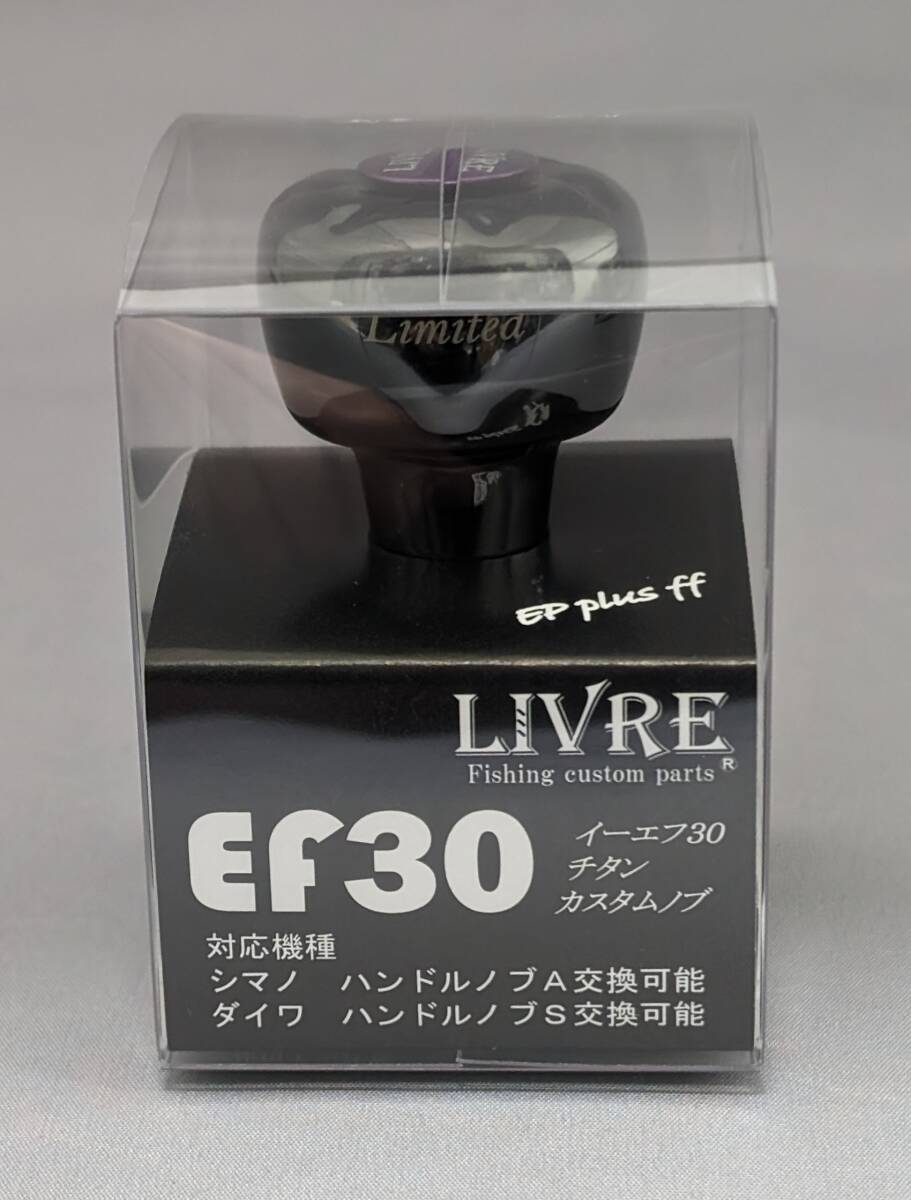 LIVRE
Limited
EP plus ff
LIVRE
Fishing custom parts®
EF30
イーエフ30
チタン
カスタムノブ
対応機種
シマノ　ハンドルノブA交換可能
ダイワ　ハンドルノブS交換可能